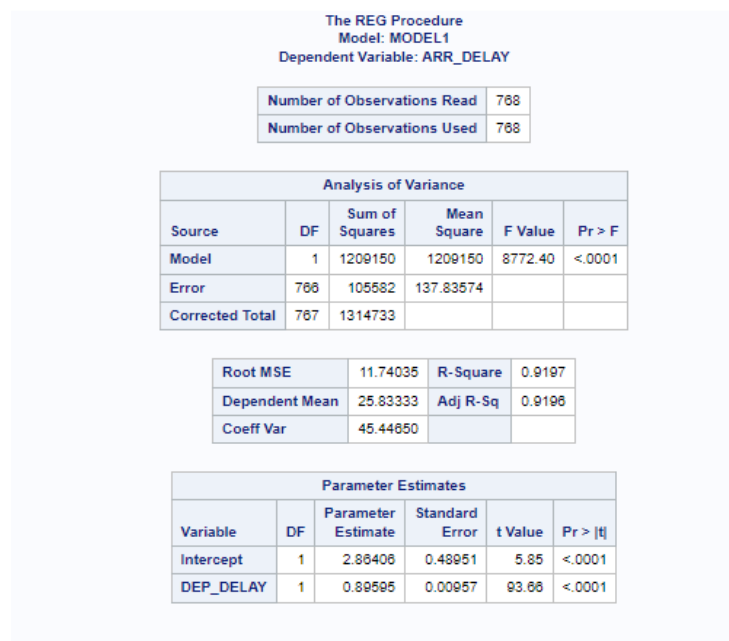 The REG Procedure
Model: MODEL1
Dependent Variable: ARR_DELAY
Number of Observations Read 768
Number of Observations Used 768
Analysis of Variance
Source DF Sum of Squares Mean Square F Value Pr > F
Model 1 1209150 1209150 8772.40 <.0001
Error 766 105582 137.83574
Corrected Total 767 1314733
Root MSE 11.74035 R-Square 0.9197
Dependent Mean 25.83333 Adj R-Sq 0.9196
Coeff Var 45.44650
Parameter Estimates
Variable DF Parameter Estimate Standard Error t Value Pr > |t|
Intercept 1 2.86406 0.48951 5.85 <.0001
DEP_DELAY 1 0.89595 0.00957 93.66 <.0001